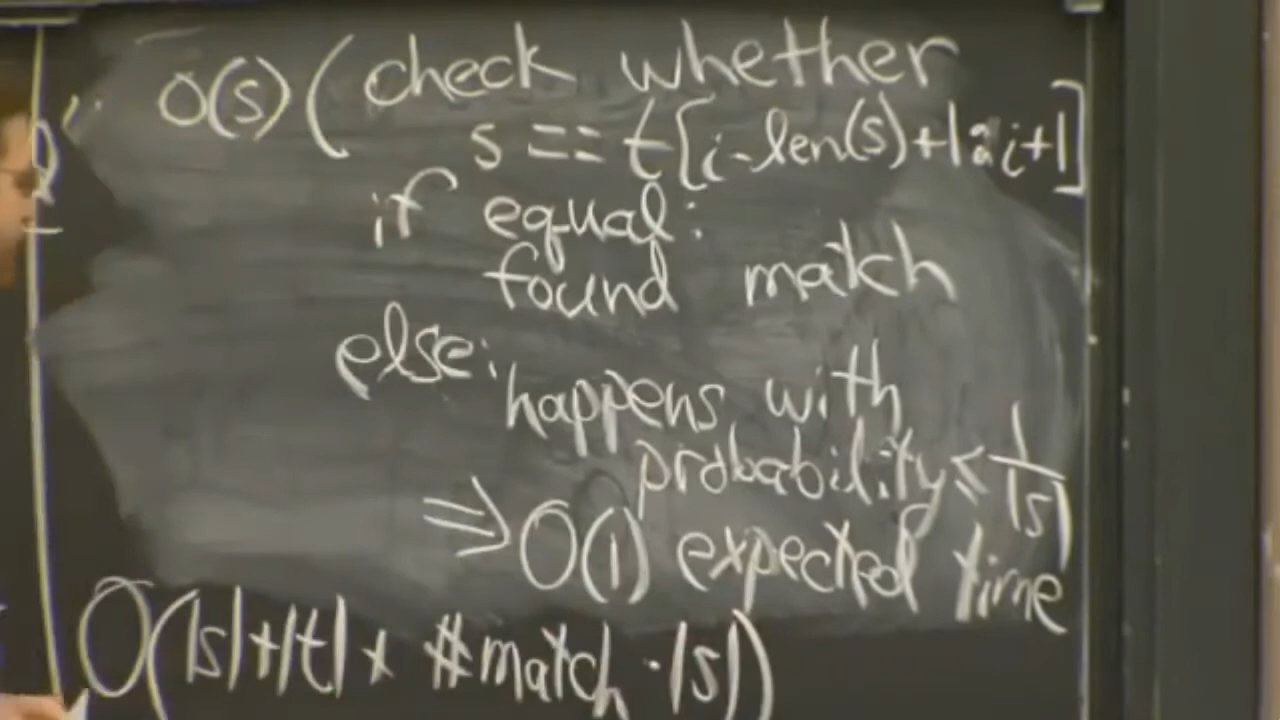 O(s) ( check whether
s == t[i-len(s)+1:i+1]
if equal:
found match
else:
happens with
probability ≤ 1/|s|
⇒ O(1) expected time
O(|s|+|t|+ #match · |s|)